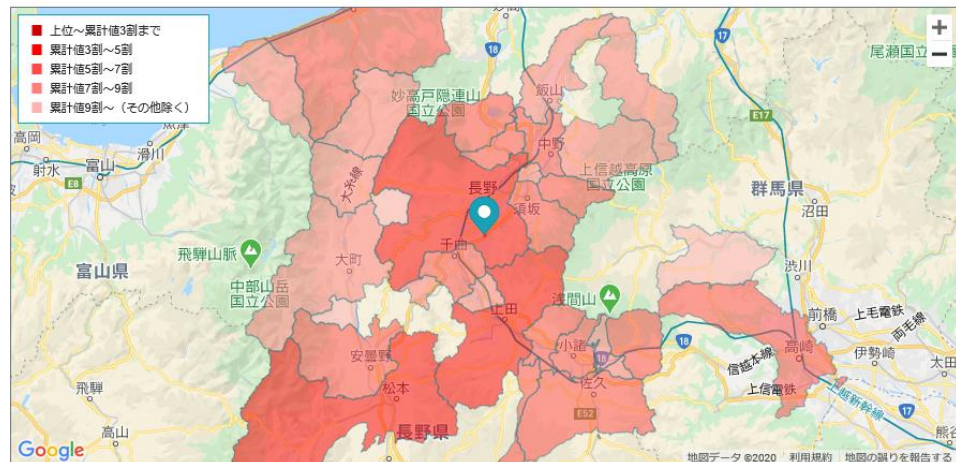 上位～累計値3割まで
累計値3割～5割
累計値5割～7割
累計値7割～9割
累計値9割～（その他除く）
妙高
18
17
尾瀬国立
+
−
高岡
射水
魚津
滑川
富山
E8
飯山
妙高戸隠連山
国立公園
中野
E17
大糸線
上信越高原
国立公園
群馬県
長野
須坂
沼田
飛騨山脈
千曲
富山県
中部山岳
国立公園
大町
浅間山
渋川
上田
前橋
上毛電鉄
両毛線
安曇野
小諸
18
18
信越本線
高崎
伊勢崎
太田
飛騨
松本
佐久
上信電鉄
上越新幹線
17
E52
高山
長野県
熊谷
Google
地図データ ©2020
利用規約
地図の誤りを報告する